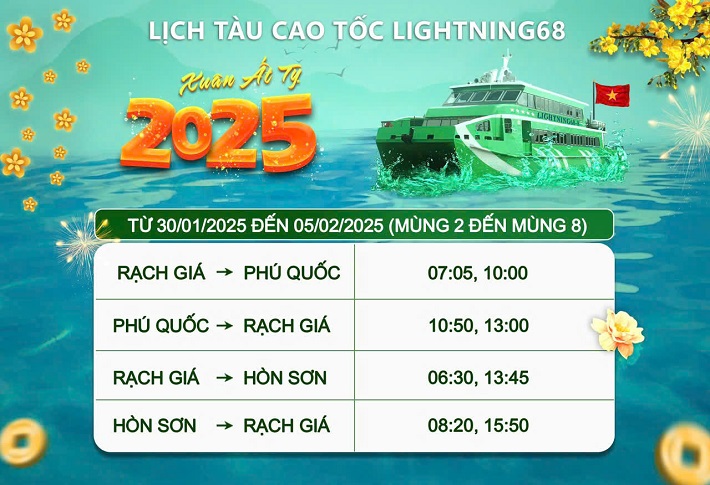 LỊCH TÀU CAO TỐC LIGHTNING68
Xuân Ất Tỵ
2025
LIGHTNING68
TỪ 30/01/2025 ĐẾN 05/02/2025 (MÙNG 2 ĐẾN MÙNG 8)
RẠCH GIÁ → PHÚ QUỐC 07:05, 10:00
PHÚ QUỐC → RẠCH GIÁ 10:50, 13:00
RẠCH GIÁ → HÒN SƠN 06:30, 13:45
HÒN SƠN → RẠCH GIÁ 08:20, 15:50